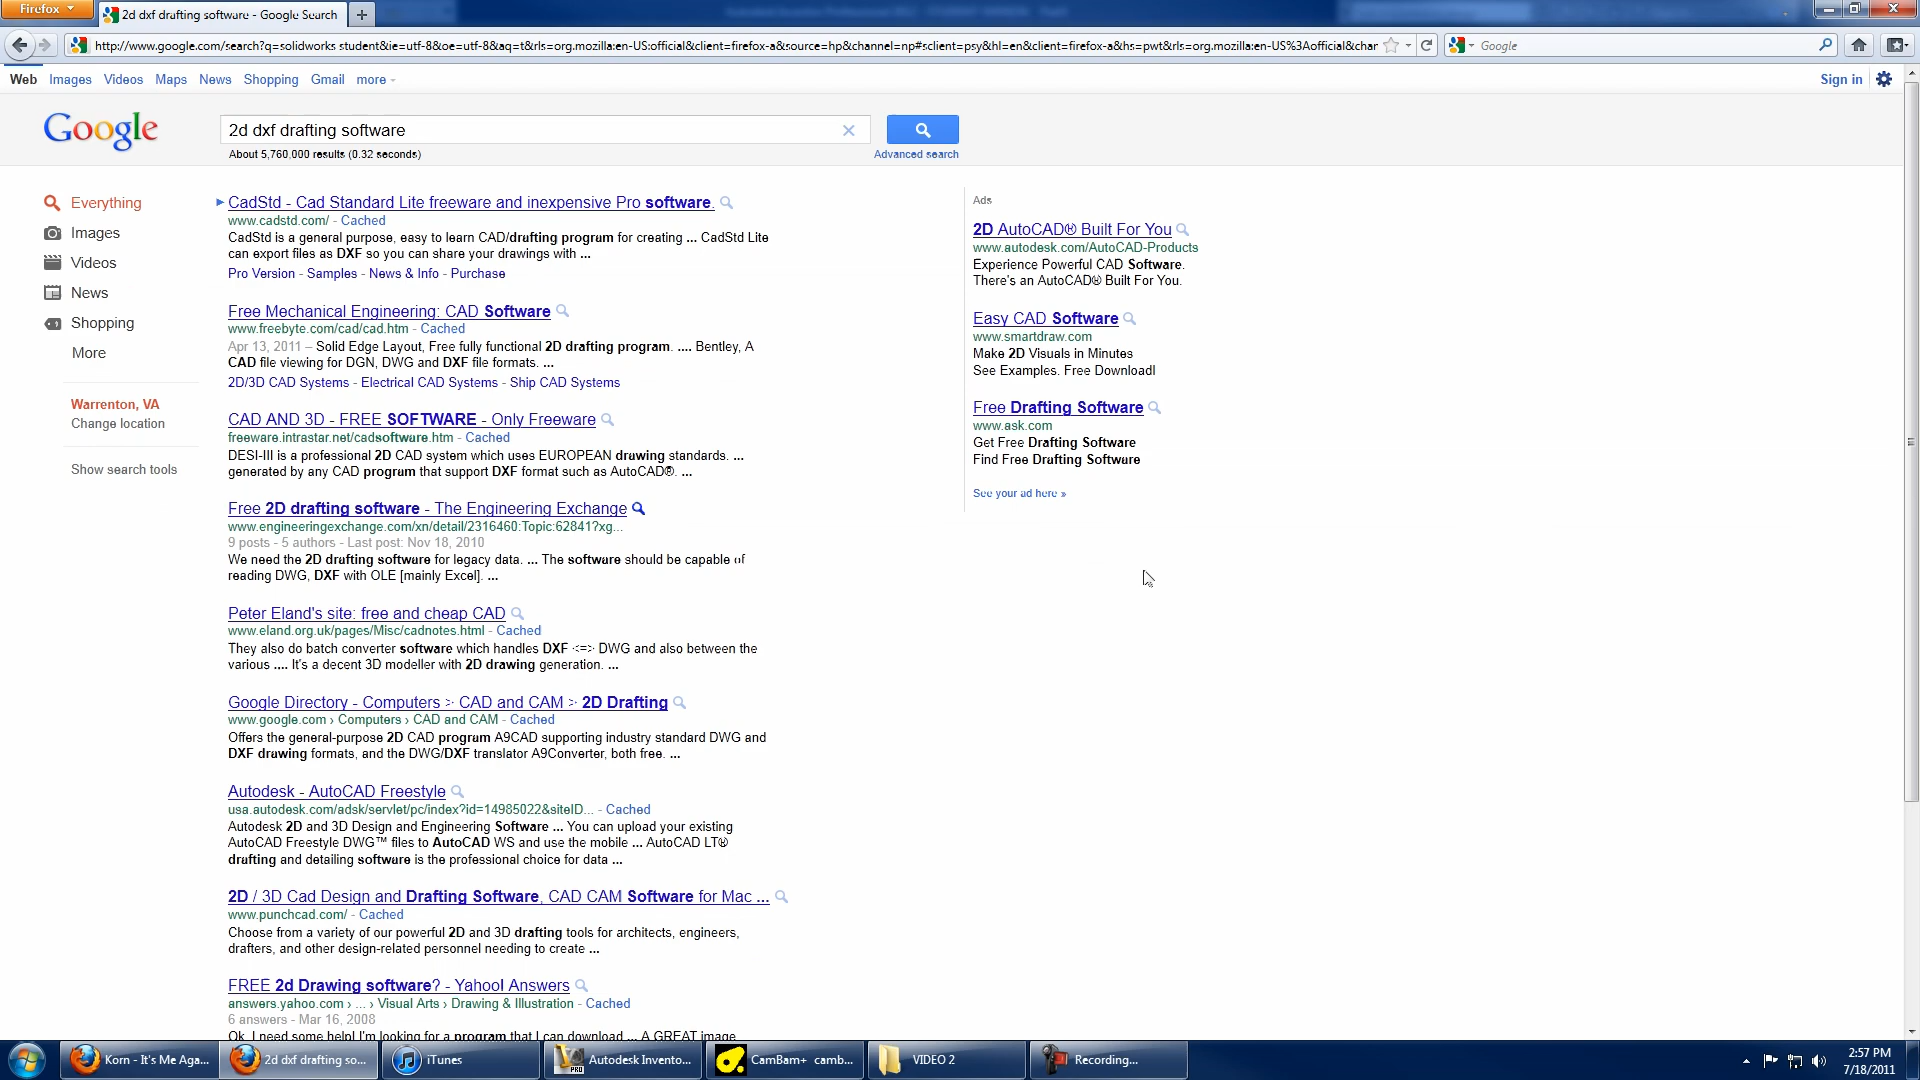 Firefox
2d dxf drafting software - Google Search
http://www.google.com/search?q=solidworks student&ie=utf-8&oe=utf-8&aq=t&rls=org.mozilla:en-US:official&client=firefox-a&source=hp&channel=np#sclient=psy&hl=en&client=firefox-a&hs=pwt&rls=org.mozilla:en-US%3Aofficial&char
Google
Web Images Videos Maps News Shopping Gmail more
Sign in
Google
2d dxf drafting software
About 5,760,000 results (0.32 seconds)
Advanced search
Everything
Images
Videos
News
Shopping
More
Warrenton, VA
Change location
Show search tools
CadStd - Cad Standard Lite freeware and inexpensive Pro software.
www.cadstd.com/ - Cached
CadStd is a general purpose, easy to learn CAD/drafting program for creating ... CadStd Lite
can export files as DXF so you can share your drawings with ...
Pro Version - Samples - News & Info - Purchase
Free Mechanical Engineering: CAD Software
www.freebyte.com/cad/cad.htm - Cached
Apr 13, 2011 – Solid Edge Layout, Free fully functional 2D drafting program. .... Bentley, A
CAD file viewing for DGN, DWG and DXF file formats. ...
2D/3D CAD Systems - Electrical CAD Systems - Ship CAD Systems
CAD AND 3D - FREE SOFTWARE - Only Freeware
freeware.intrastar.net/cadsoftware.htm - Cached
DESI-III is a professional 2D CAD system which uses EUROPEAN drawing standards. ...
generated by any CAD program that support DXF format such as AutoCAD®. ...
Free 2D drafting software - The Engineering Exchange
www.engineeringexchange.com/xn/detail/2316460:Topic:62841?xg...
9 posts - 5 authors - Last post: Nov 18, 2010
We need the 2D drafting software for legacy data. ... The software should be capable of
reading DWG, DXF with OLE [mainly Excel]. ...
Peter Eland's site: free and cheap CAD
www.eland.org.uk/pages/Misc/cadnotes.html - Cached
They also do batch converter software which handles DXF <=> DWG and also between the
various .... It's a decent 3D modeller with 2D drawing generation. ...
Google Directory - Computers > CAD and CAM > 2D Drafting
www.google.com › Computers › CAD and CAM - Cached
Offers the general-purpose 2D CAD program A9CAD supporting industry standard DWG and
DXF drawing formats, and the DWG/DXF translator A9Converter, both free. ...
Autodesk - AutoCAD Freestyle
usa.autodesk.com/adsk/servlet/pc/index?id=14985022&siteID... - Cached
Autodesk 2D and 3D Design and Engineering Software ... You can upload your existing
AutoCAD Freestyle DWG™ files to AutoCAD WS and use the mobile ... AutoCAD LT®
drafting and detailing software is the professional choice for data ...
2D / 3D Cad Design and Drafting Software, CAD CAM Software for Mac ...
www.punchcad.com/ - Cached
Choose from a variety of our powerful 2D and 3D drafting tools for architects, engineers,
drafters, and other design-related personnel needing to create ...
FREE 2d Drawing software? - Yahoo! Answers
answers.yahoo.com › ... › Visual Arts › Drawing & Illustration - Cached
6 answers - Mar 16, 2008
Ok, I need some help! I'm looking for a program that I can download ... A GREAT image
Ads
2D AutoCAD® Built For You
www.autodesk.com/AutoCAD-Products
Experience Powerful CAD Software.
There's an AutoCAD® Built For You.
Easy CAD Software
www.smartdraw.com
Make 2D Visuals in Minutes
See Examples. Free Download!
Free Drafting Software
www.ask.com
Get Free Drafting Software
Find Free Drafting Software
See your ad here »
Korn - It's Me Aga...
2d dxf drafting so...
iTunes
PRO
Autodesk Invento...
CamBam+ camb...
VIDEO 2
Recording...
2:57 PM
7/18/2011